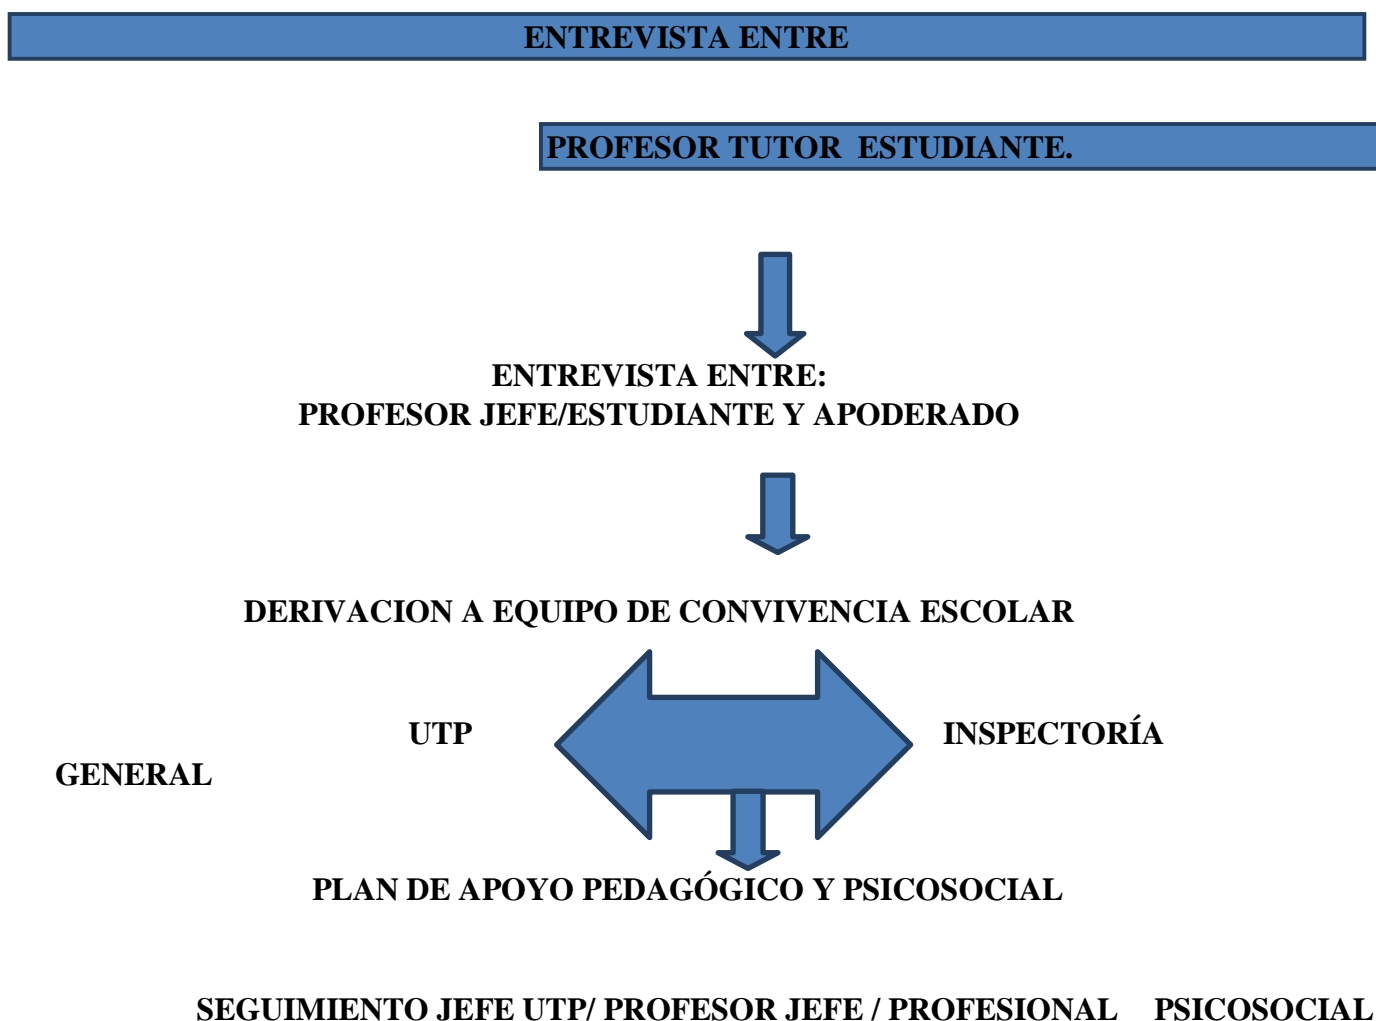 ENTREVISTA ENTRE
PROFESOR TUTOR  ESTUDIANTE.
ENTREVISTA ENTRE:
PROFESOR JEFE/ESTUDIANTE Y APODERADO
DERIVACION A EQUIPO DE CONVIVENCIA ESCOLAR
UTP INSPECTORÍA
GENERAL
PLAN DE APOYO PEDAGÓGICO Y PSICOSOCIAL
SEGUIMIENTO JEFE UTP/ PROFESOR JEFE / PROFESIONAL PSICOSOCIAL